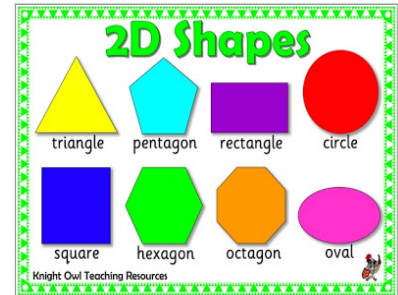 2D Shapes
triangle pentagon rectangle circle
square hexagon octagon oval
Knight Owl Teaching Resources